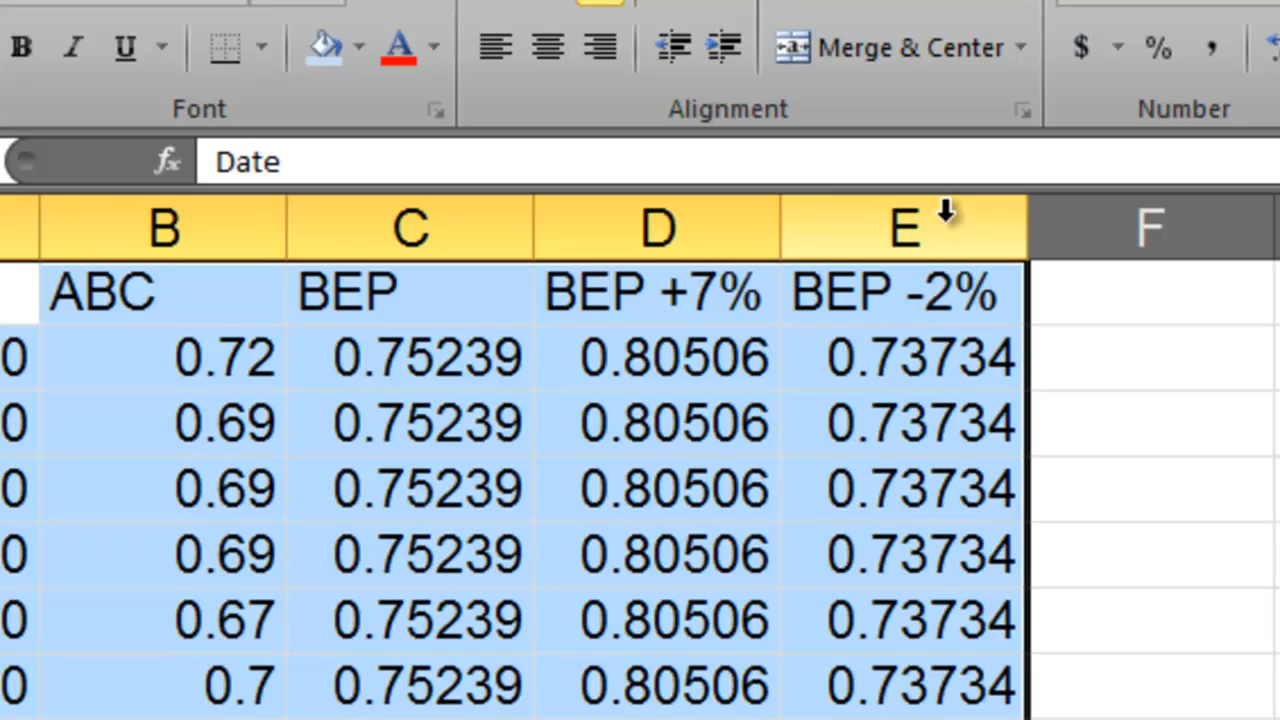 B I U A Merge & Center $ % ,
Font Alignment Number
fx Date
B C D E F
ABC BEP BEP +7% BEP -2%
0 0.72 0.75239 0.80506 0.73734
0 0.69 0.75239 0.80506 0.73734
0 0.69 0.75239 0.80506 0.73734
0 0.69 0.75239 0.80506 0.73734
0 0.67 0.75239 0.80506 0.73734
0 0.7 0.75239 0.80506 0.73734